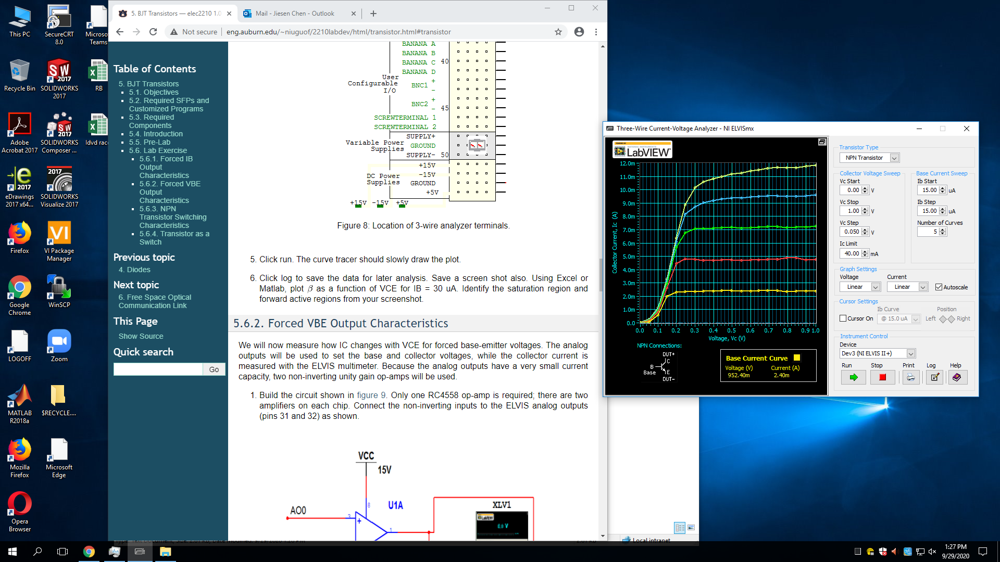 This PC
SecureCRT
8.0
Microso
Teams
Recycle Bin
SOLIDWORKS
2017
RB
Adobe
Acrobat 2017
SOLIDWORKS
Composer ...
ldvd race
eDrawings
2017 x64...
SOLIDWORKS
Visualize 2017
Firefox
VI Package
Manager
Google
Chrome
WinSCP
LOGOFF
Zoom
MATLAB
R2018a
$RECYCLE....
Mozilla
Firefox
Microsoft
Edge
Opera
Browser
5. BJT Transistors — elec2210 1.0
Mail - Jiesen Chen - Outlook
Not secure
eng.auburn.edu/~niuguof/2210labdev/html/transistor.html#transistor
Table of Contents
5. BJT Transistors
5.1. Objectives
5.2. Required SFPs and
Customized Programs
5.3. Required
Components
5.4. Introduction
5.5. Pre-Lab
5.6. Lab Exercise
5.6.1. Forced IB
Output
Characteristics
5.6.2. Forced VBE
Output
Characteristics
5.6.3. NPN
Transistor Switching
Characteristics
5.6.4. Transistor as a
Switch
Previous topic
4. Diodes
Next topic
6. Free Space Optical
Communication Link
This Page
Show Source
Quick search
Go
BANANA A
BANANA B
BANANA C 40
BANANA D
User
Configurable
I/O
BNC1 + -
BNC2 + - 45
SCREWTERMINAL 1
SCREWTERMINAL 2
Variable Power
Supplies
SUPPLY+
GROUND
SUPPLY- 50
DC Power
Supplies
+15V
-15V
GROUND
+5V
+15V -15V +5V
Figure 8: Location of 3-wire analyzer terminals.
5. Click run. The curve tracer should slowly draw the plot.
6. Click log to save the data for later analysis. Save a screen shot also. Using Excel or
Matlab, plot β as a function of VCE for IB = 30 uA. Identify the saturation region and
forward active regions from your screenshot.
5.6.2. Forced VBE Output Characteristics
We will now measure how IC changes with VCE for forced base-emitter voltages. The analog
outputs will be used to set the base and collector voltages, while the collector current is
measured with the ELVIS multimeter. Because the analog outputs have a very small current
capacity, two non-inverting unity gain op-amps will be used.
1. Build the circuit shown in figure 9. Only one RC4558 op-amp is required; there are two
amplifiers on each chip. Connect the non-inverting inputs to the ELVIS analog outputs
(pins 31 and 32) as shown.
VCC
15V
U1A
8
AO0
3
+
1
XLV1
LabVIEW
0.0 V
Three-Wire Current-Voltage Analyzer - NI ELVISmx
LabVIEW
12.0m
11.0m
10.0m
9.0m
8.0m
7.0m
6.0m
5.0m
4.0m
3.0m
2.0m
1.0m
0.0
Collector Current, Ic (A)
0.0 0.1 0.2 0.3 0.4 0.5 0.6 0.7 0.8 0.9 1.0
Voltage, Vc (V)
NPN Connections:
DUT+
C
B
Base
E
DUT-
Base Current Curve
Voltage (V) Current (A)
952.40m 2.40m
Transistor Type
NPN Transistor
Collector Voltage Sweep
Vc Start
0.00 V
Vc Stop
1.00 V
Vc Step
0.050 V
Ic Limit
40.00 mA
Base Current Sweep
Ib Start
15.00 uA
Ib Step
15.00 uA
Number of Curves
5
Graph Settings
Voltage Current
Linear Linear Autoscale
Cursor Settings
Ib Curve Position
Cursor On @ 15.0 uA Left Right
Instrument Control
Device
Dev3 (NI ELVIS II+)
Run Stop Print Log Help
Local intranet
1:27 PM
9/29/2020